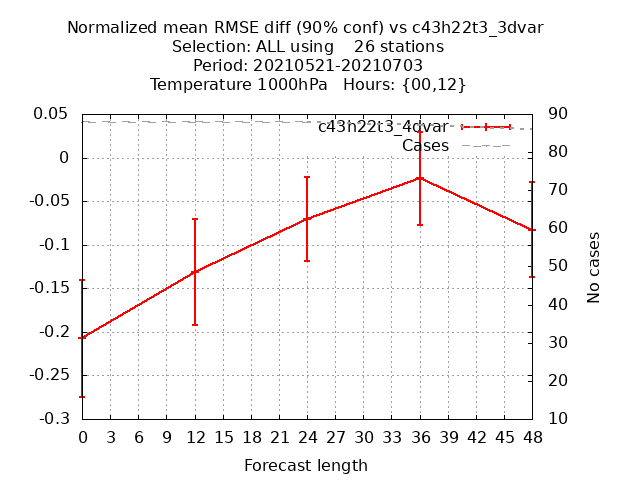 Normalized mean RMSE diff (90% conf) vs c43h22t3_3dvar
Selection: ALL using    26 stations
Period: 20210521-20210703
Temperature 1000hPa   Hours: {00,12}
c43h22t3_4dvar
Cases
0.05
0
-0.05
-0.1
-0.15
-0.2
-0.25
-0.3
90
80
70
60
50
40
30
20
10
No cases
0 3 6 9 12 15 18 21 24 27 30 33 36 39 42 45 48
Forecast length